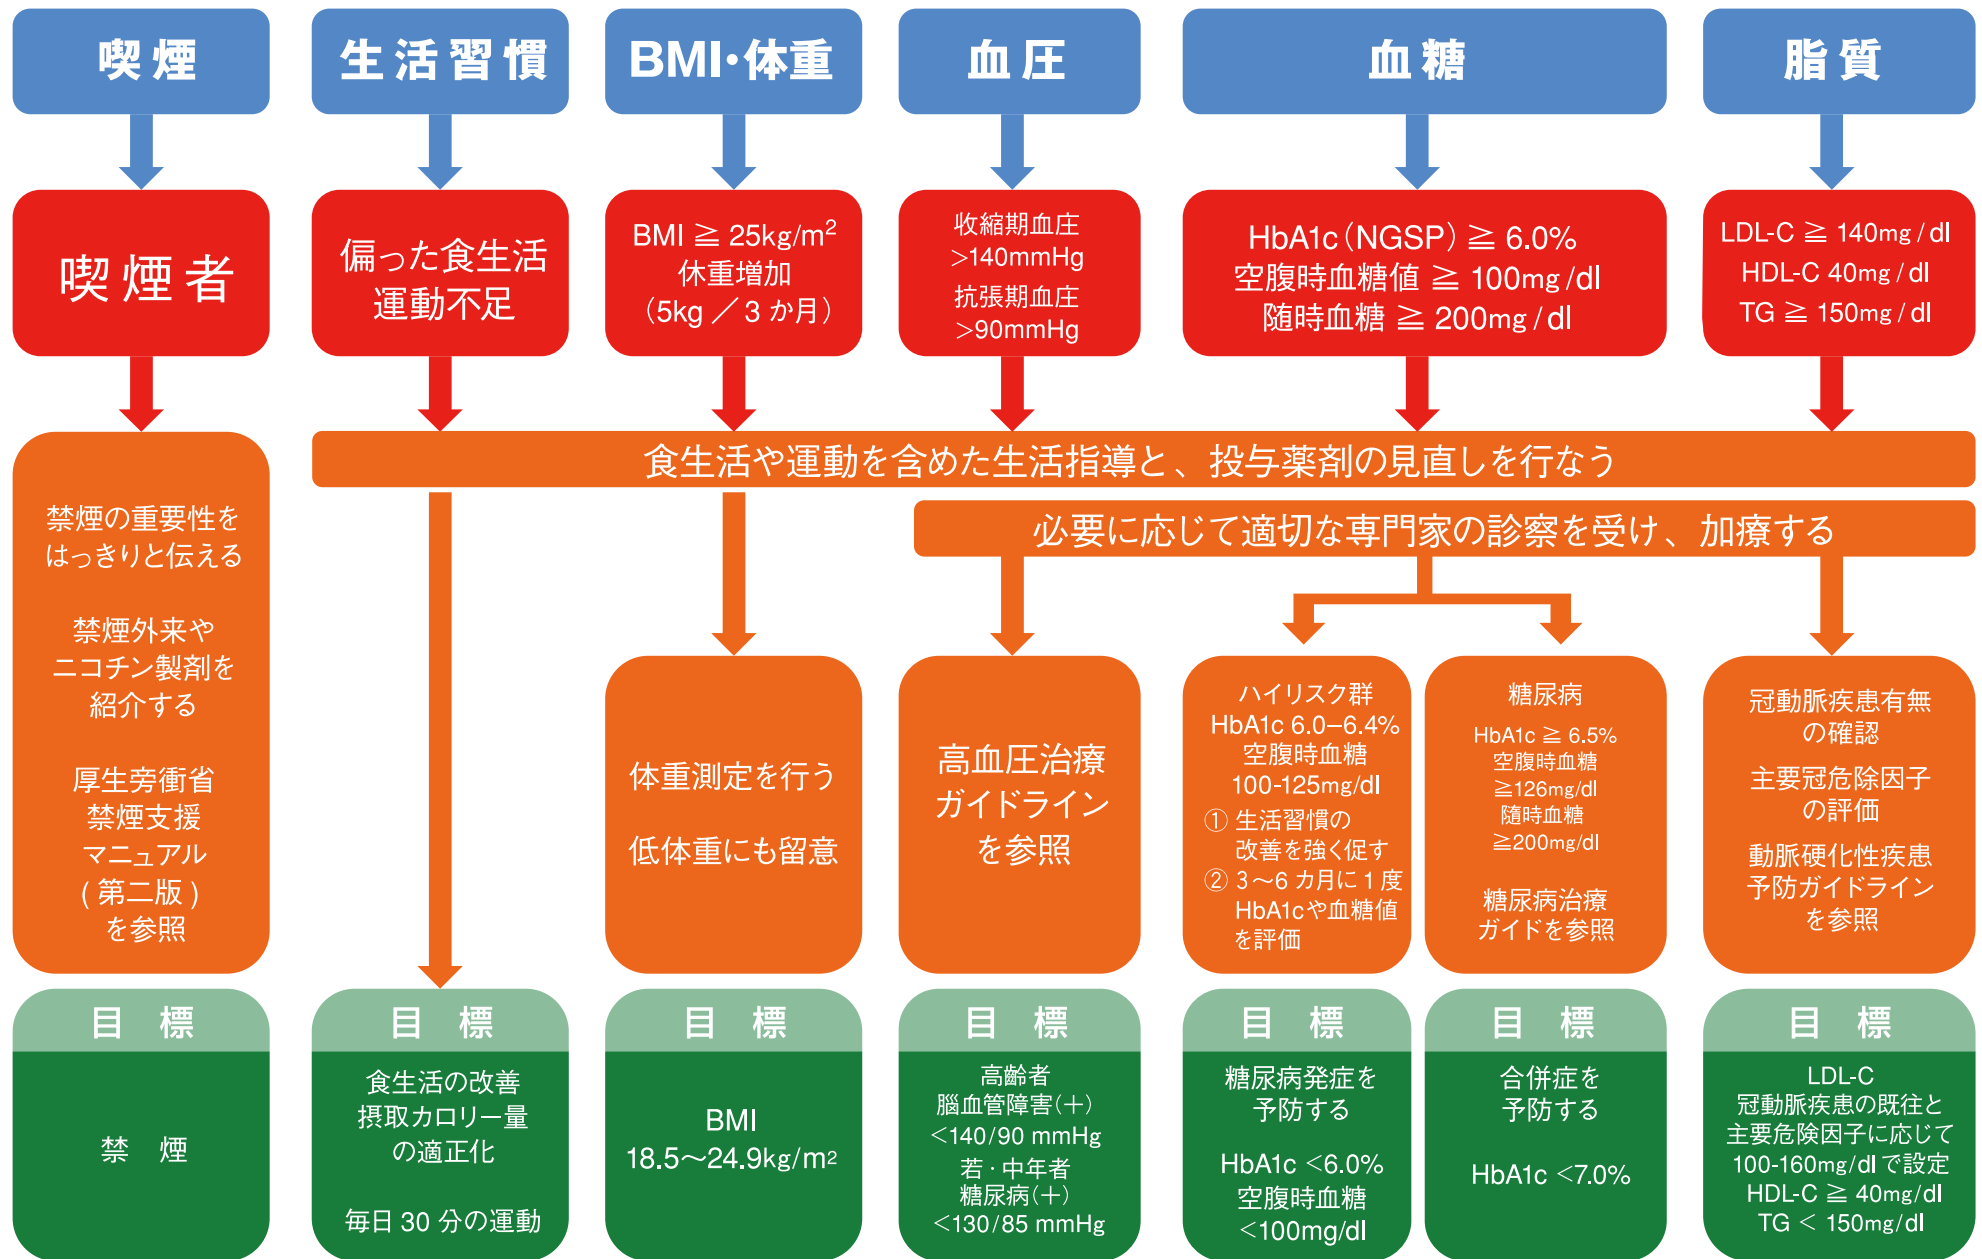 喫煙
生活習慣
BMI・体重
血圧
血糖
脂質
喫煙者
偏った食生活
運動不足
BMI ≧ 25kg/m²
休重増加
(5kg ／ 3 か月)
収縮期血庄
>140mmHg
抗張期血庄
>90mmHg
HbA1c(NGSP) ≧ 6.0%
空腹時血糖値 ≧ 100mg/dl
随時血糖 ≧ 200mg/dl
LDL-C ≧ 140mg/dl
HDL-C 40mg/dl
TG ≧ 150mg/dl
食生活や運動を含めた生活指導と、投与薬剤の見直しを行なう
必要に応じて適切な専門家の診察を受け、加療する
禁煙の重要性を
はっきりと伝える
禁煙外来や
ニコチン製剤を
紹介する
厚生旁衝省
禁煙支援
マニュアル
(第二版)
を参照
体重測定を行う
低体重にも留意
高血圧治療
ガイドライン
を参照
ハイリスク群
HbA1c 6.0–6.4%
空腹時血糖
100-125mg/dl
① 生活習慣の
改善を強く促す
② 3～6 カ月に 1 度
HbA1cや血糖値
を評価
糖尿病
HbA1c ≧ 6.5%
空腹時血糖
≧126mg/dl
隨時血糖
≧200mg/dl
糖尿病治療
ガイドを参照
冠動脈疾患有無
の確認
主要冠危除因子
の評価
動脈硬化性疾患
予防ガイドライン
を参照
目 標
禁 煙
目 標
食生活の改善
摂取カロリー量
の適正化
毎日 30 分の運動
目 標
BMI
18.5～24.9kg/m²
目 標
高齢者
脳血管障害(＋)
<140/90 mmHg
若・中年者
糖尿病(＋)
<130/85 mmHg
目 標
糖尿病発症を
予防する
HbA1c <6.0%
空腹時血糖
<100mg/dl
目 標
合併症を
予防する
HbA1c <7.0%
目 標
LDL-C
冠動脈疾患の既往と
主要危険因子に応じて
100-160mg/dl で設定
HDL-C ≧ 40mg/dl
TG < 150mg/dl